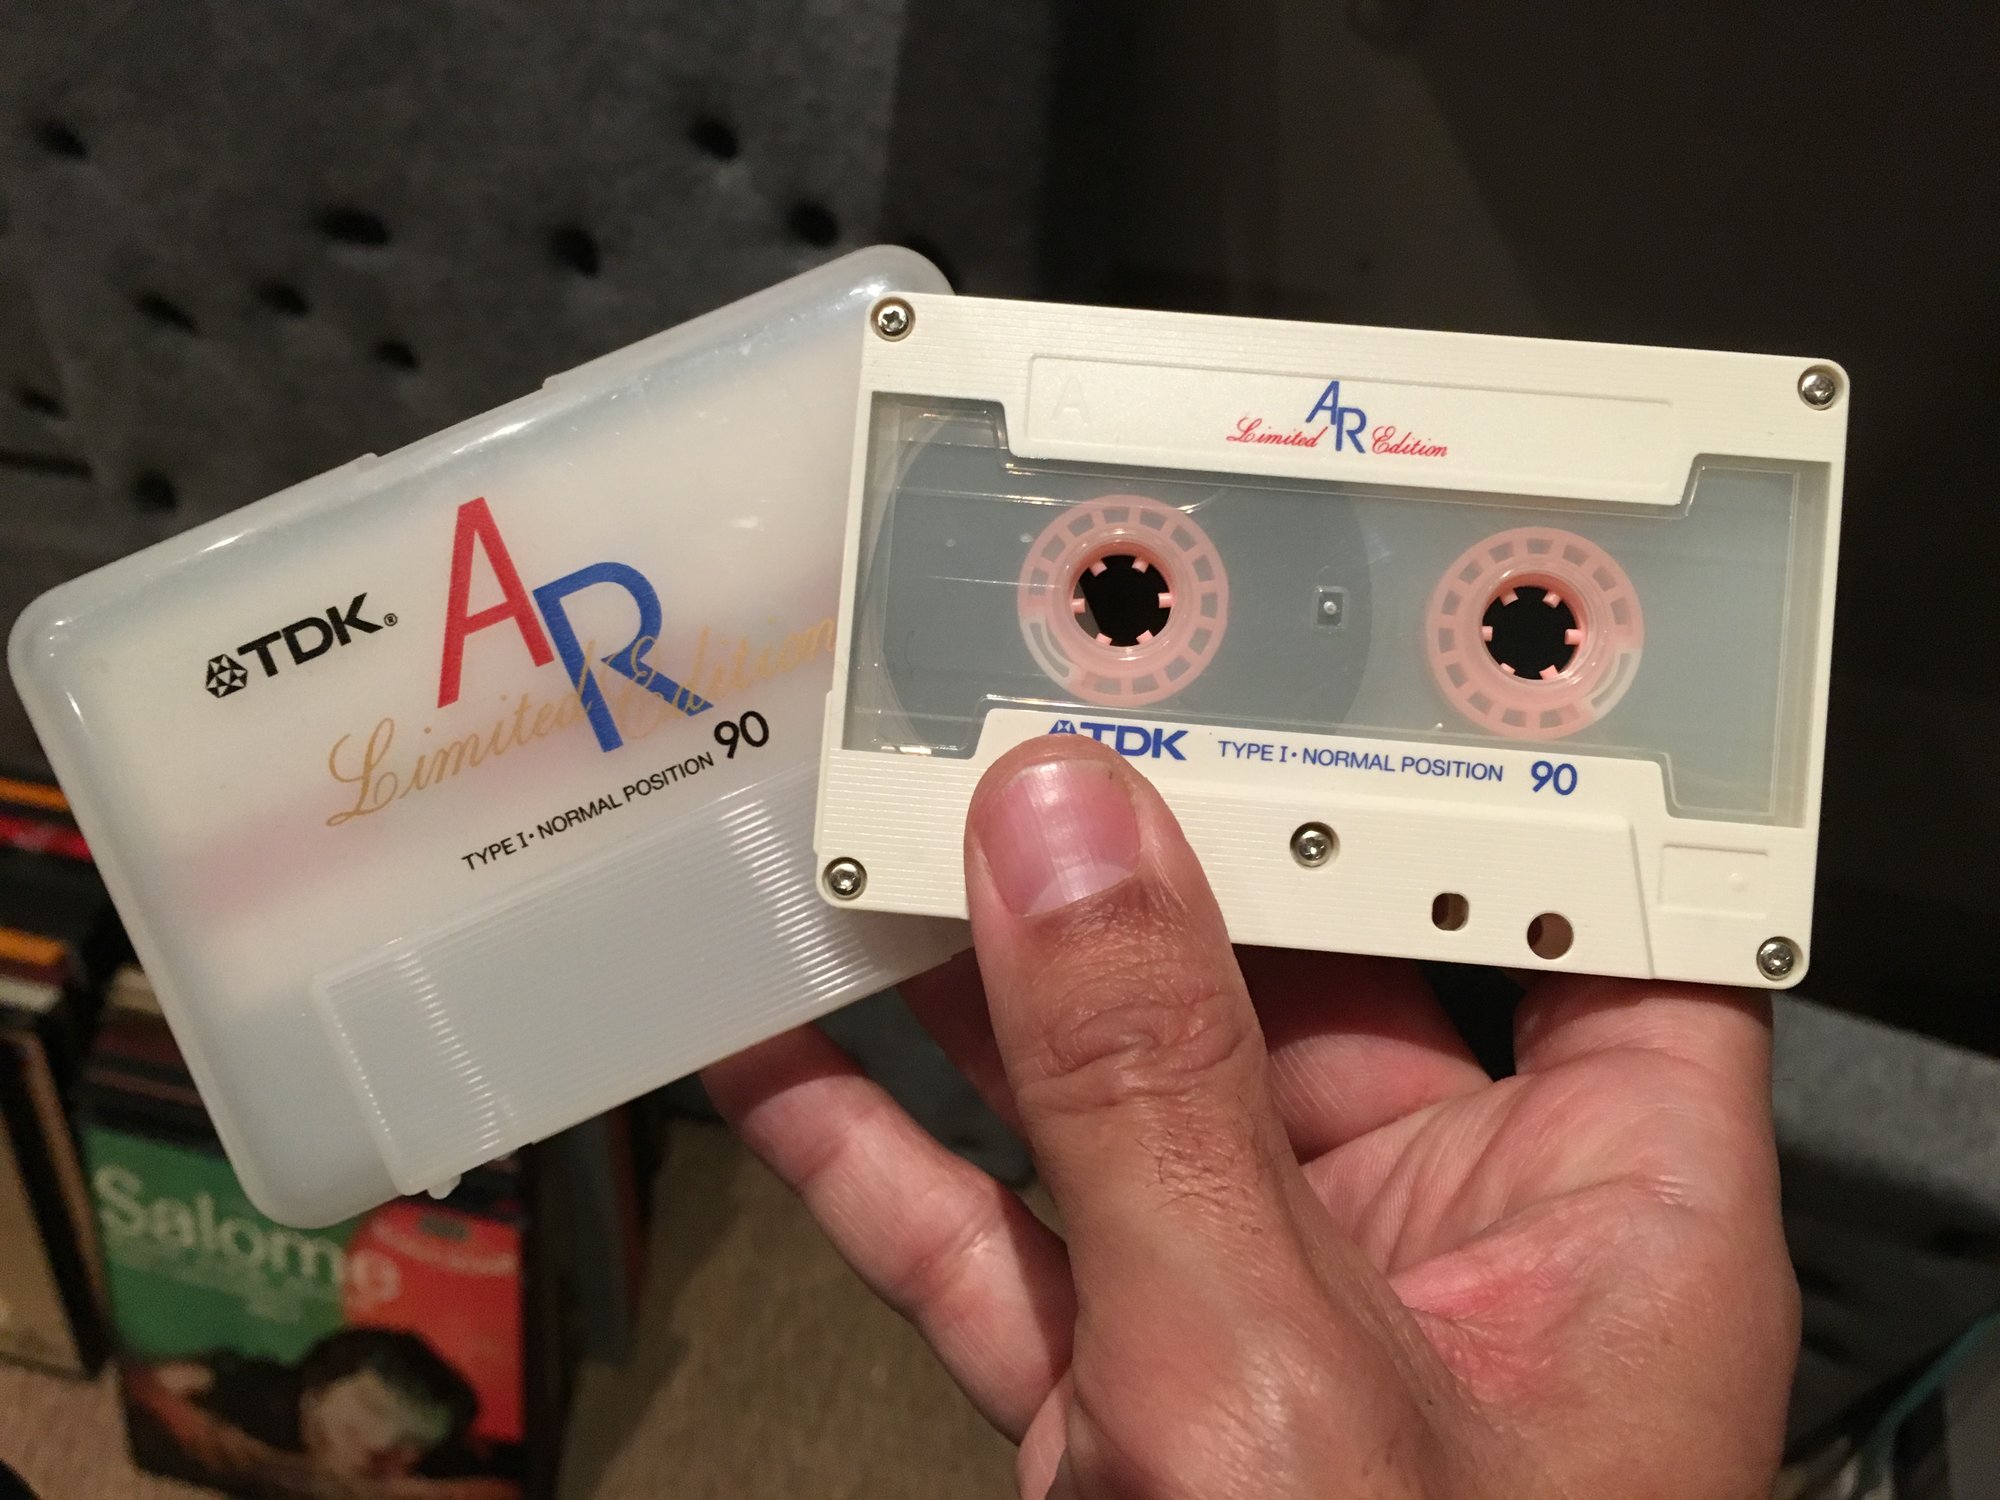 TDK®
AR
Limited Edition
TYPE I · NORMAL POSITION 90
A
Limited AR Edition
TDK TYPE I · NORMAL POSITION 90
Salome